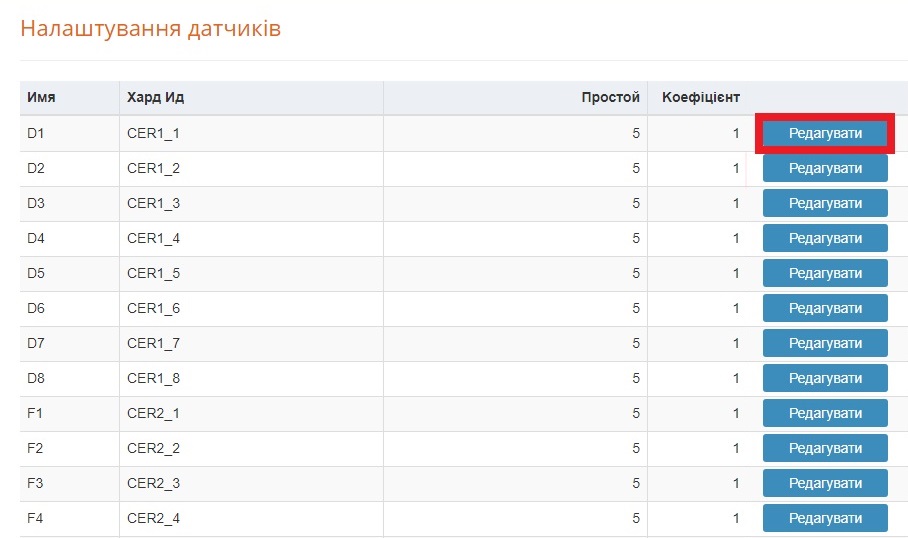 Налаштування датчиків
Имя Хард Ид Простой Коефіцієнт
D1 CER1_1 5 1 Редагувати
D2 CER1_2 5 1 Редагувати
D3 CER1_3 5 1 Редагувати
D4 CER1_4 5 1 Редагувати
D5 CER1_5 5 1 Редагувати
D6 CER1_6 5 1 Редагувати
D7 CER1_7 5 1 Редагувати
D8 CER1_8 5 1 Редагувати
F1 CER2_1 5 1 Редагувати
F2 CER2_2 5 1 Редагувати
F3 CER2_3 5 1 Редагувати
F4 CER2_4 5 1 Редагувати